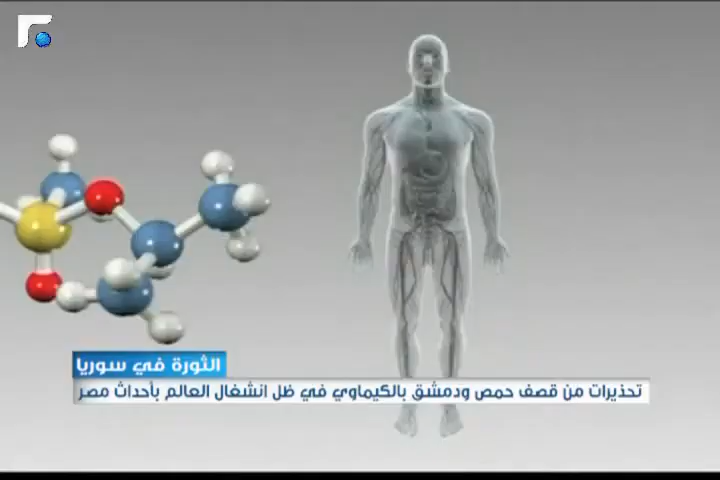 الثورة في سوريا
تحذيرات من قصف حمص ودمشق بالكيماوي في ظل انشغال العالم بأحداث مصر